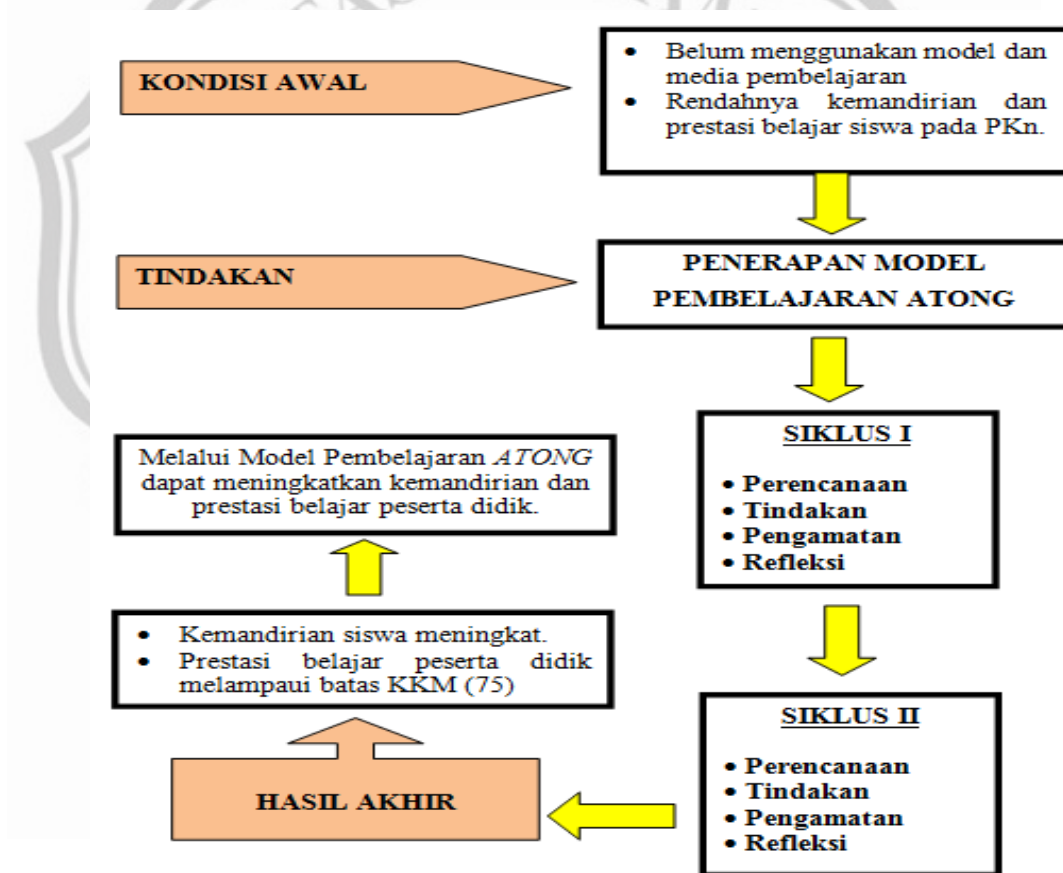 KONDISI AWAL
• Belum menggunakan model dan
media pembelajaran
• Rendahnya kemandirian dan
prestasi belajar siswa pada PKn.
TINDAKAN
PENERAPAN MODEL
PEMBELAJARAN ATONG
SIKLUS I
• Perencanaan
• Tindakan
• Pengamatan
• Refleksi
SIKLUS II
• Perencanaan
• Tindakan
• Pengamatan
• Refleksi
HASIL AKHIR
• Kemandirian siswa meningkat.
• Prestasi belajar peserta didik
melampaui batas KKM (75)
Melalui Model Pembelajaran ATONG
dapat meningkatkan kemandirian dan
prestasi belajar peserta didik.